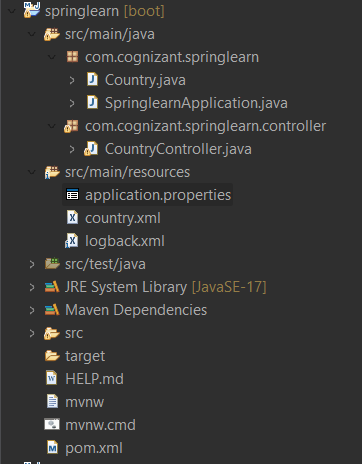 springlearn [boot]
src/main/java
com.cognizant.springlearn
Country.java
SpringlearnApplication.java
com.cognizant.springlearn.controller
CountryController.java
src/main/resources
application.properties
country.xml
logback.xml
src/test/java
JRE System Library [JavaSE-17]
Maven Dependencies
src
target
HELP.md
mvnw
mvnw.cmd
pom.xml